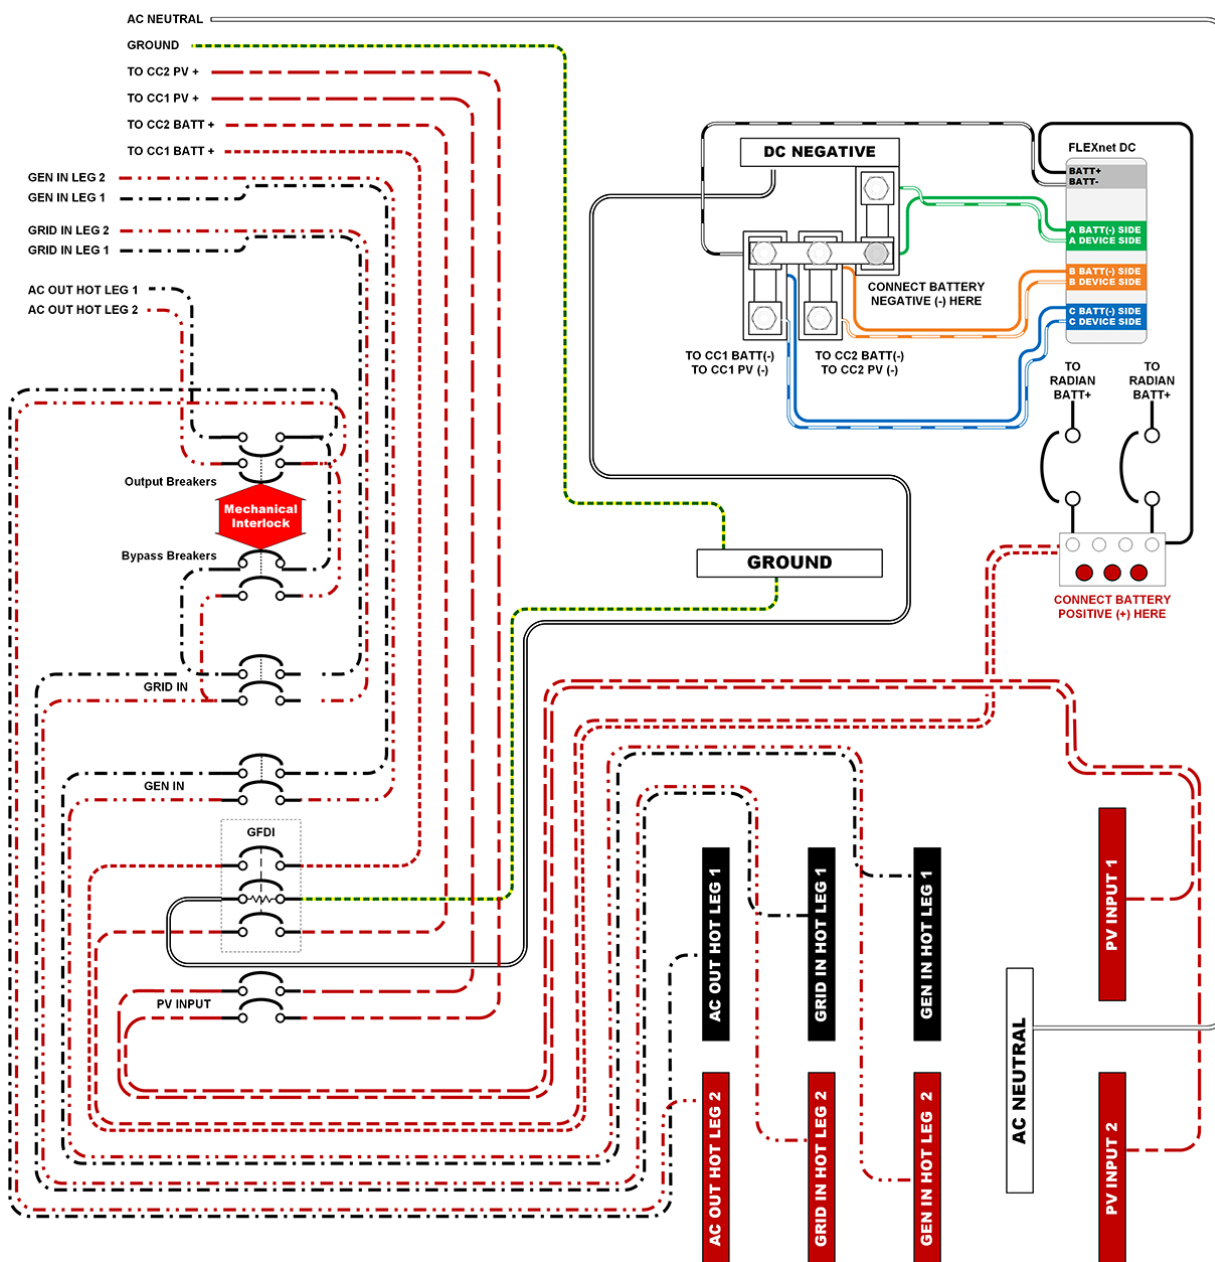 AC NEUTRAL
GROUND
TO CC2 PV +
TO CC1 PV +
TO CC2 BATT +
TO CC1 BATT +
GEN IN LEG 2
GEN IN LEG 1
GRID IN LEG 2
GRID IN LEG 1
AC OUT HOT LEG 1
AC OUT HOT LEG 2
DC NEGATIVE
FLEXnet DC
BATT+
BATT-
A BATT(-) SIDE
A DEVICE SIDE
B BATT(-) SIDE
B DEVICE SIDE
C BATT(-) SIDE
C DEVICE SIDE
CONNECT BATTERY
NEGATIVE (-) HERE
TO CC1 BATT(-)
TO CC1 PV (-)
TO CC2 BATT(-)
TO CC2 PV (-)
TO
RADIAN
BATT+
TO
RADIAN
BATT+
Output Breakers
Mechanical
Interlock
Bypass Breakers
GROUND
CONNECT BATTERY
POSITIVE (+) HERE
GRID IN
GEN IN
GFDI
PV INPUT
AC OUT HOT LEG 1
GRID IN HOT LEG 1
GEN IN HOT LEG 1
PV INPUT 1
AC NEUTRAL
AC OUT HOT LEG 2
GRID IN HOT LEG 2
GEN IN HOT LEG 2
PV INPUT 2